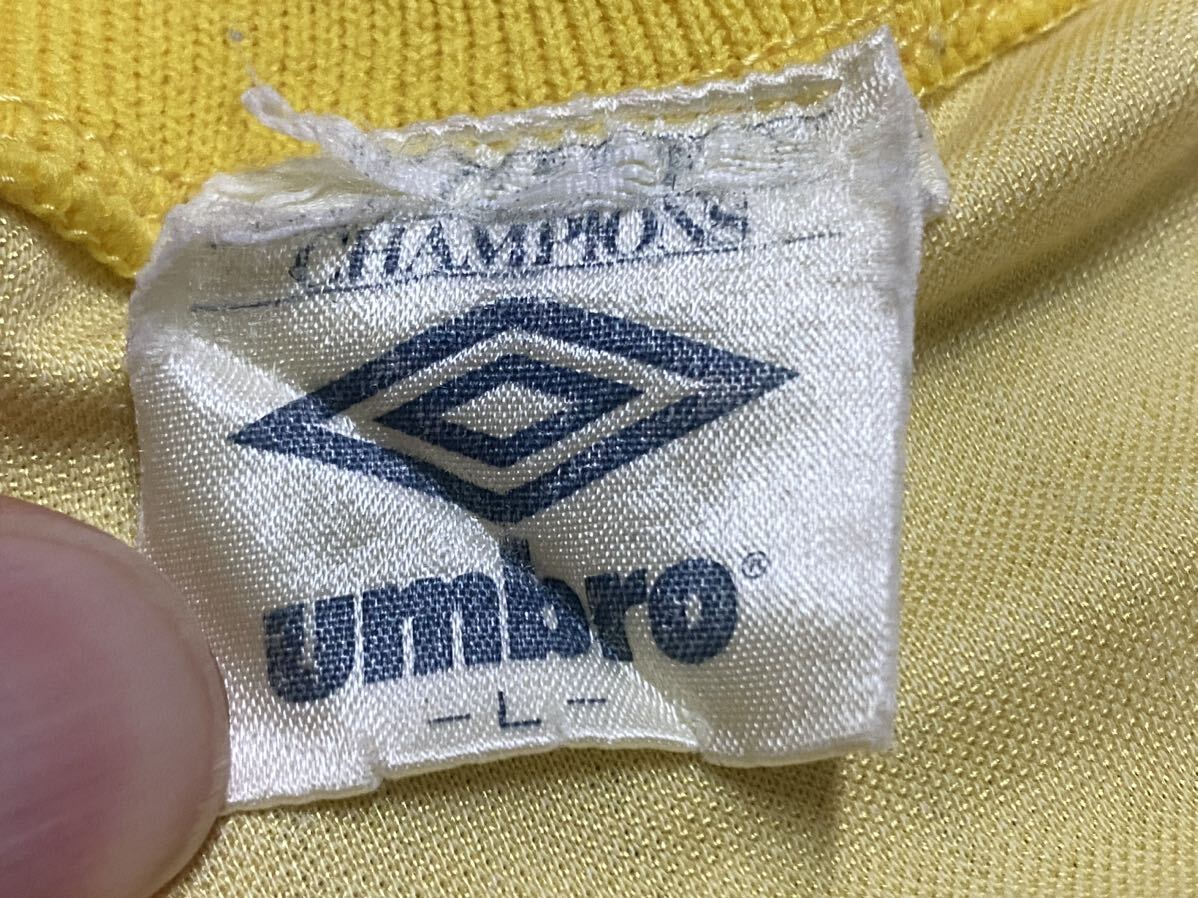 CHAMPIONS
umbro®
- L -